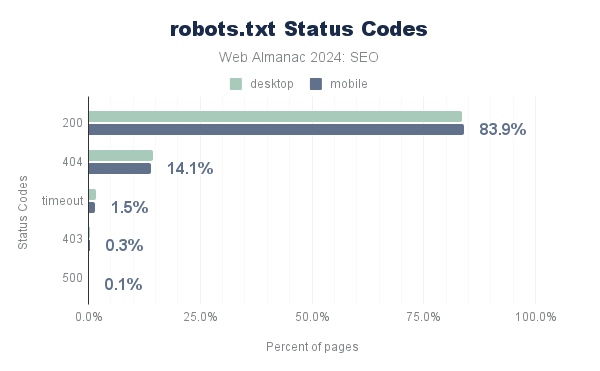 robots.txt Status Codes
Web Almanac 2024: SEO
desktop
mobile
Status Codes
200
83.9%
404
14.1%
timeout
1.5%
403
0.3%
500
0.1%
0.0%
25.0%
50.0%
75.0%
100.0%
Percent of pages